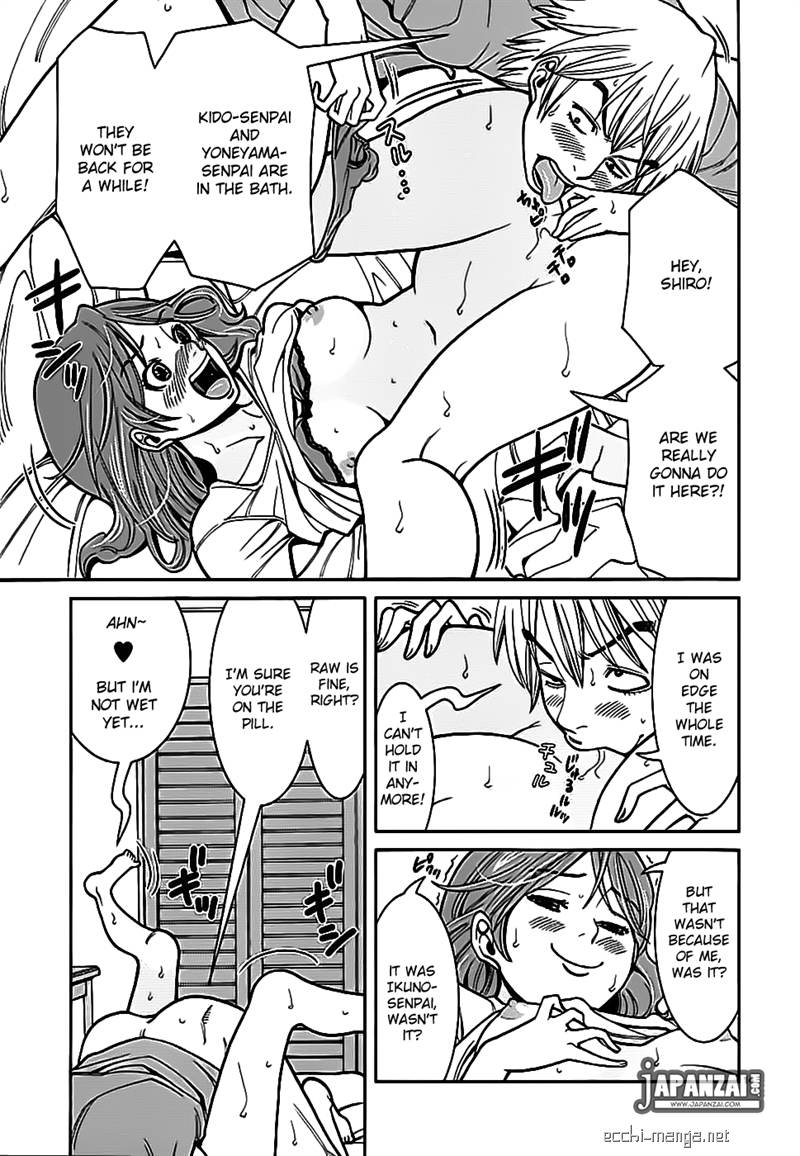 HEY,
SHIRO!
ARE WE
REALLY
GONNA DO
IT HERE?!
KIDO-SENPAI
AND
YONEYAMA-
SENPAI ARE
IN THE BATH.
THEY
WON'T BE
BACK FOR
A WHILE!
I WAS
ON
EDGE
THE
WHOLE
TIME.
I
CAN'T
HOLD
IT IN
ANY-
MORE!
BUT
THAT
WASN'T
BECAUSE
OF ME,
WAS IT?
IT WAS
IKUNO-
SENPAI,
WASN'T
IT?
RAW IS
FINE,
RIGHT?
I'M SURE
YOU'RE
ON THE
PILL.
AHN~
♥
BUT I'M
NOT WET
YET...
JAPANZAI.COM
WWW.JAPANZAI.COM
ecchi-manga.net